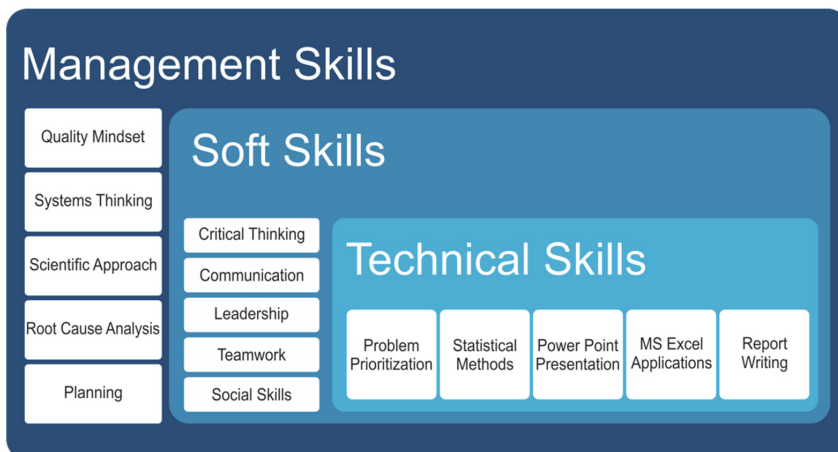 Management Skills
Quality Mindset
Systems Thinking
Scientific Approach
Root Cause Analysis
Planning
Soft Skills
Critical Thinking
Communication
Leadership
Teamwork
Social Skills
Technical Skills
Problem
Prioritization
Statistical
Methods
Power Point
Presentation
MS Excel
Applications
Report
Writing